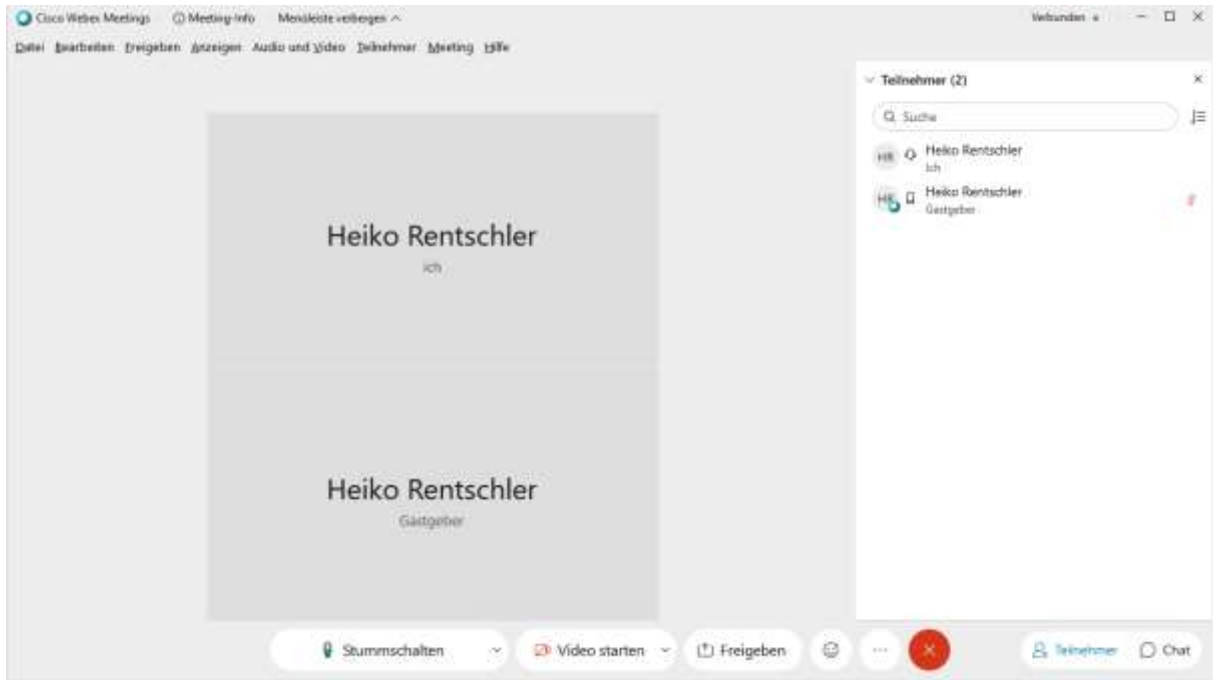 Cisco Webex Meetings Meeting-Info Menüleiste verbergen Verbunden
Datei Bearbeiten Freigeben Anzeigen Audio und Video Teilnehmer Meeting Hilfe
Teilnehmer (2)
Suche
HR Heiko Rentschler
Ich
HR Heiko Rentschler
Gastgeber
Heiko Rentschler
ich
Heiko Rentschler
Gastgeber
Stummschalten Video starten Freigeben Teilnehmer Chat